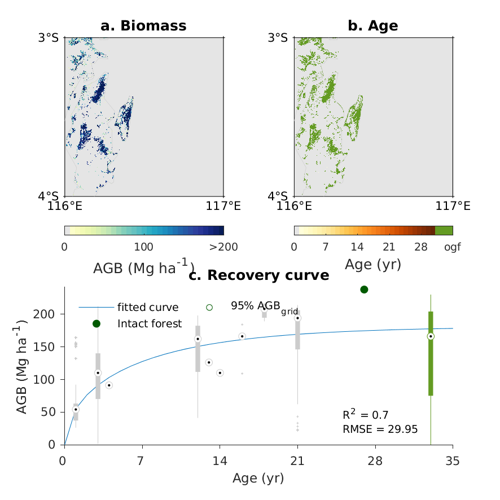 a. Biomass
b. Age
3°S
3°S
4°S
4°S
116°E
117°E
116°E
117°E
0
100
>200
0
7
14
21
28
ogf
AGB (Mg ha⁻¹)
Age (yr)
c. Recovery curve
fitted curve
95% AGB_grid
Intact forest
200
150
100
50
0
AGB (Mg ha⁻¹)
R² = 0.7
RMSE = 29.95
0
7
14
21
28
35
Age (yr)